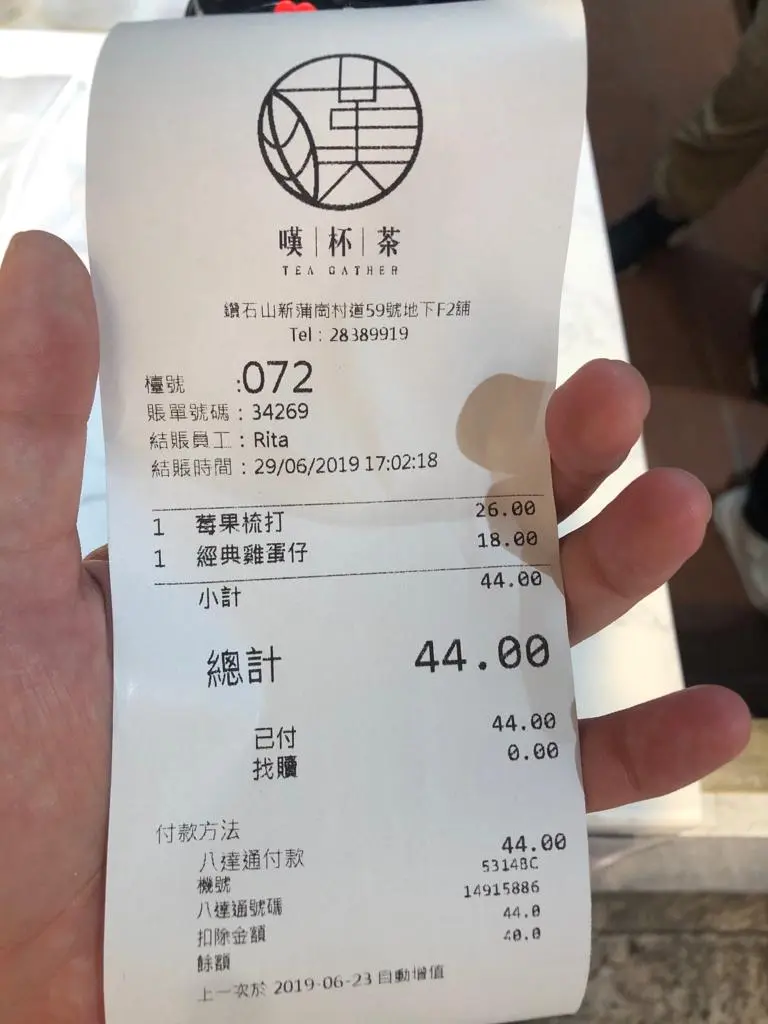 嘆|杯|茶
TEA GATHER
鑽石山新蒲崗村道59號地下F2舖
Tel : 28389919
檯號 :072
賬單號碼 : 34269
結賬員工 : Rita
結賬時間 : 29/06/2019 17:02:18
1 莓果梳打 26.00
1 經典雞蛋仔 18.00
小計 44.00
總計 44.00
已付 44.00
找贖 0.00
付款方法
八達通付款 44.00
機號 5314BC
八達通號碼 14915886
扣除金額 44.0
餘額 40.0
上一次於 2019-06-23 自動增值